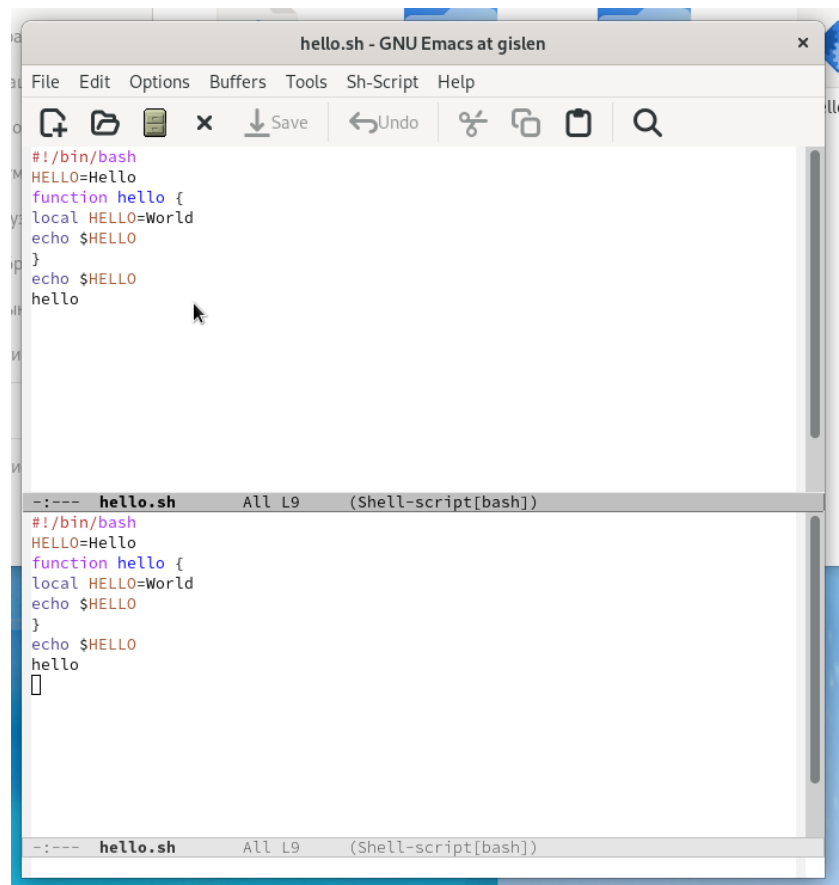 hello.sh - GNU Emacs at gislen
File Edit Options Buffers Tools Sh-Script Help
Save Undo
#!/bin/bash
HELLO=Hello
function hello {
local HELLO=World
echo $HELLO
}
echo $HELLO
hello
-:--- hello.sh All L9 (Shell-script[bash])
#!/bin/bash
HELLO=Hello
function hello {
local HELLO=World
echo $HELLO
}
echo $HELLO
hello
-:--- hello.sh All L9 (Shell-script[bash])